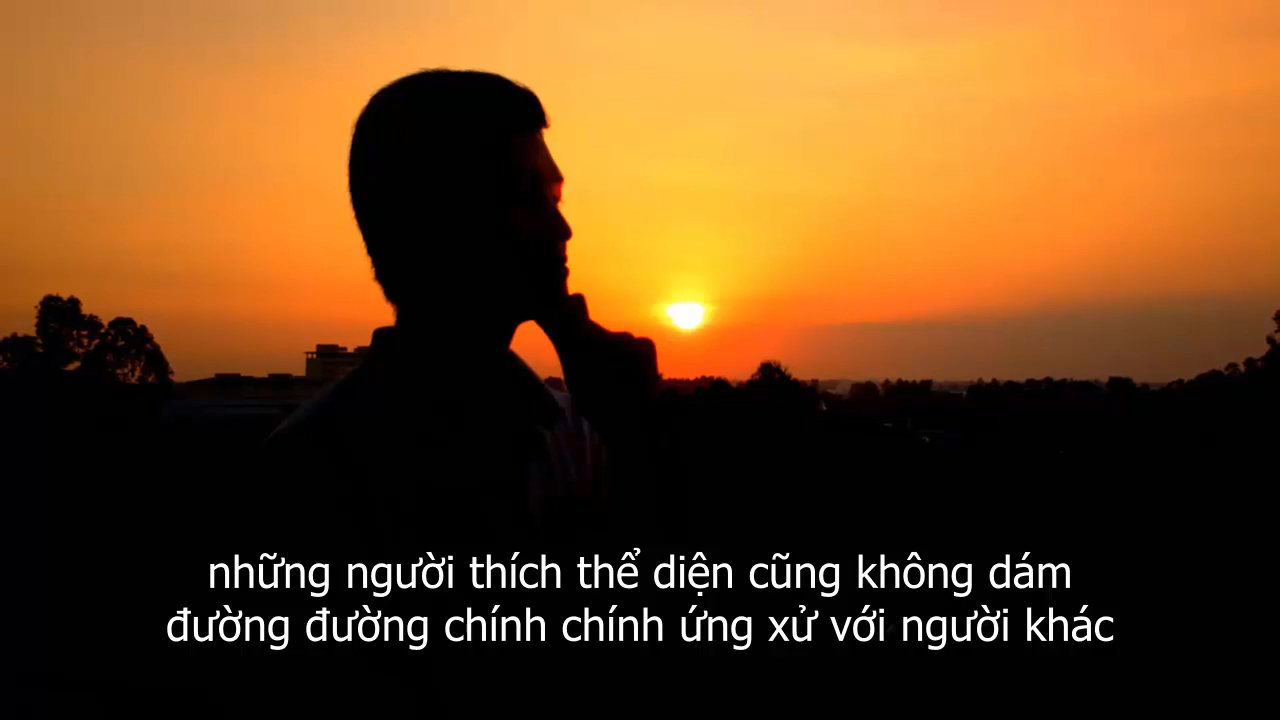 những người thích thể diện cũng không dám
đường đường chính chính ứng xử với người khác